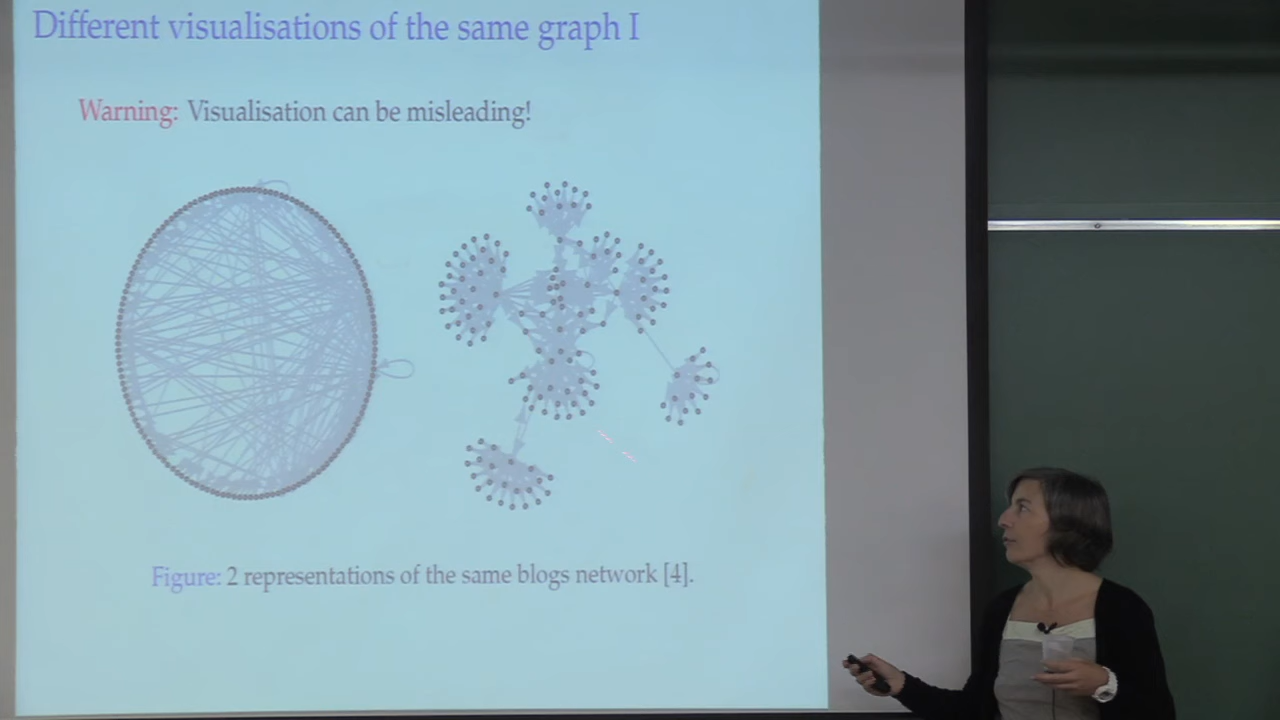 Different visualisations of the same graph I
Warning: Visualisation can be misleading!
Figure: 2 representations of the same blogs network [4].